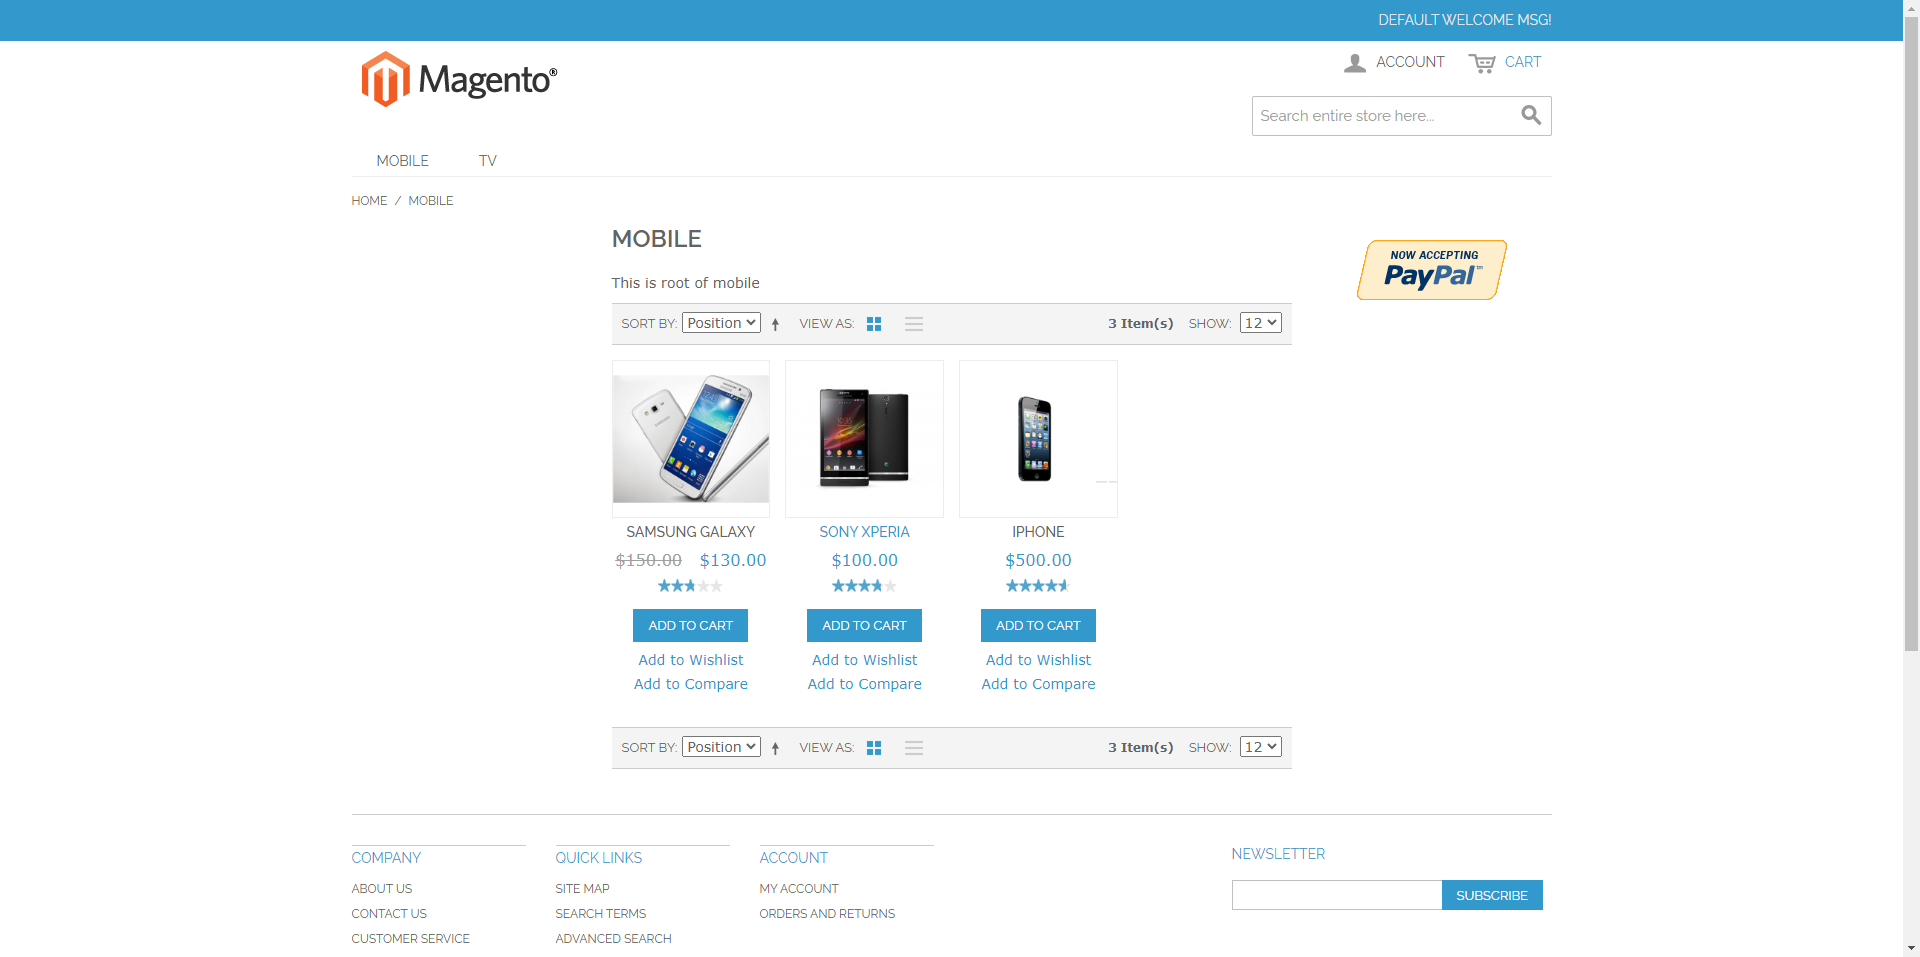 DEFAULT WELCOME MSG!
Magento®
ACCOUNT CART
Search entire store here...
MOBILE TV
HOME / MOBILE
MOBILE
NOW ACCEPTING
PayPal™
This is root of mobile
SORT BY: Position VIEW AS: 3 Item(s) SHOW: 12
SAMSUNG GALAXY SONY XPERIA IPHONE
$150.00 $130.00 $100.00 $500.00
ADD TO CART ADD TO CART ADD TO CART
Add to Wishlist Add to Wishlist Add to Wishlist
Add to Compare Add to Compare Add to Compare
SORT BY: Position VIEW AS: 3 Item(s) SHOW: 12
COMPANY
ABOUT US
CONTACT US
CUSTOMER SERVICE
QUICK LINKS
SITE MAP
SEARCH TERMS
ADVANCED SEARCH
ACCOUNT
MY ACCOUNT
ORDERS AND RETURNS
NEWSLETTER
SUBSCRIBE